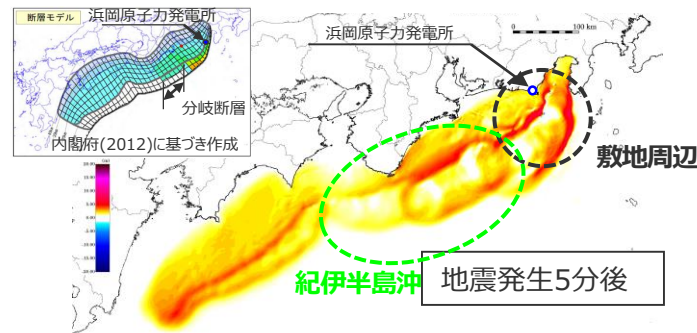 断層モデル
浜岡原子力発電所
分岐断層
内閣府(2012)に基づき作成
浜岡原子力発電所
0
100 km
敷地周辺
紀伊半島沖
地震発生5分後